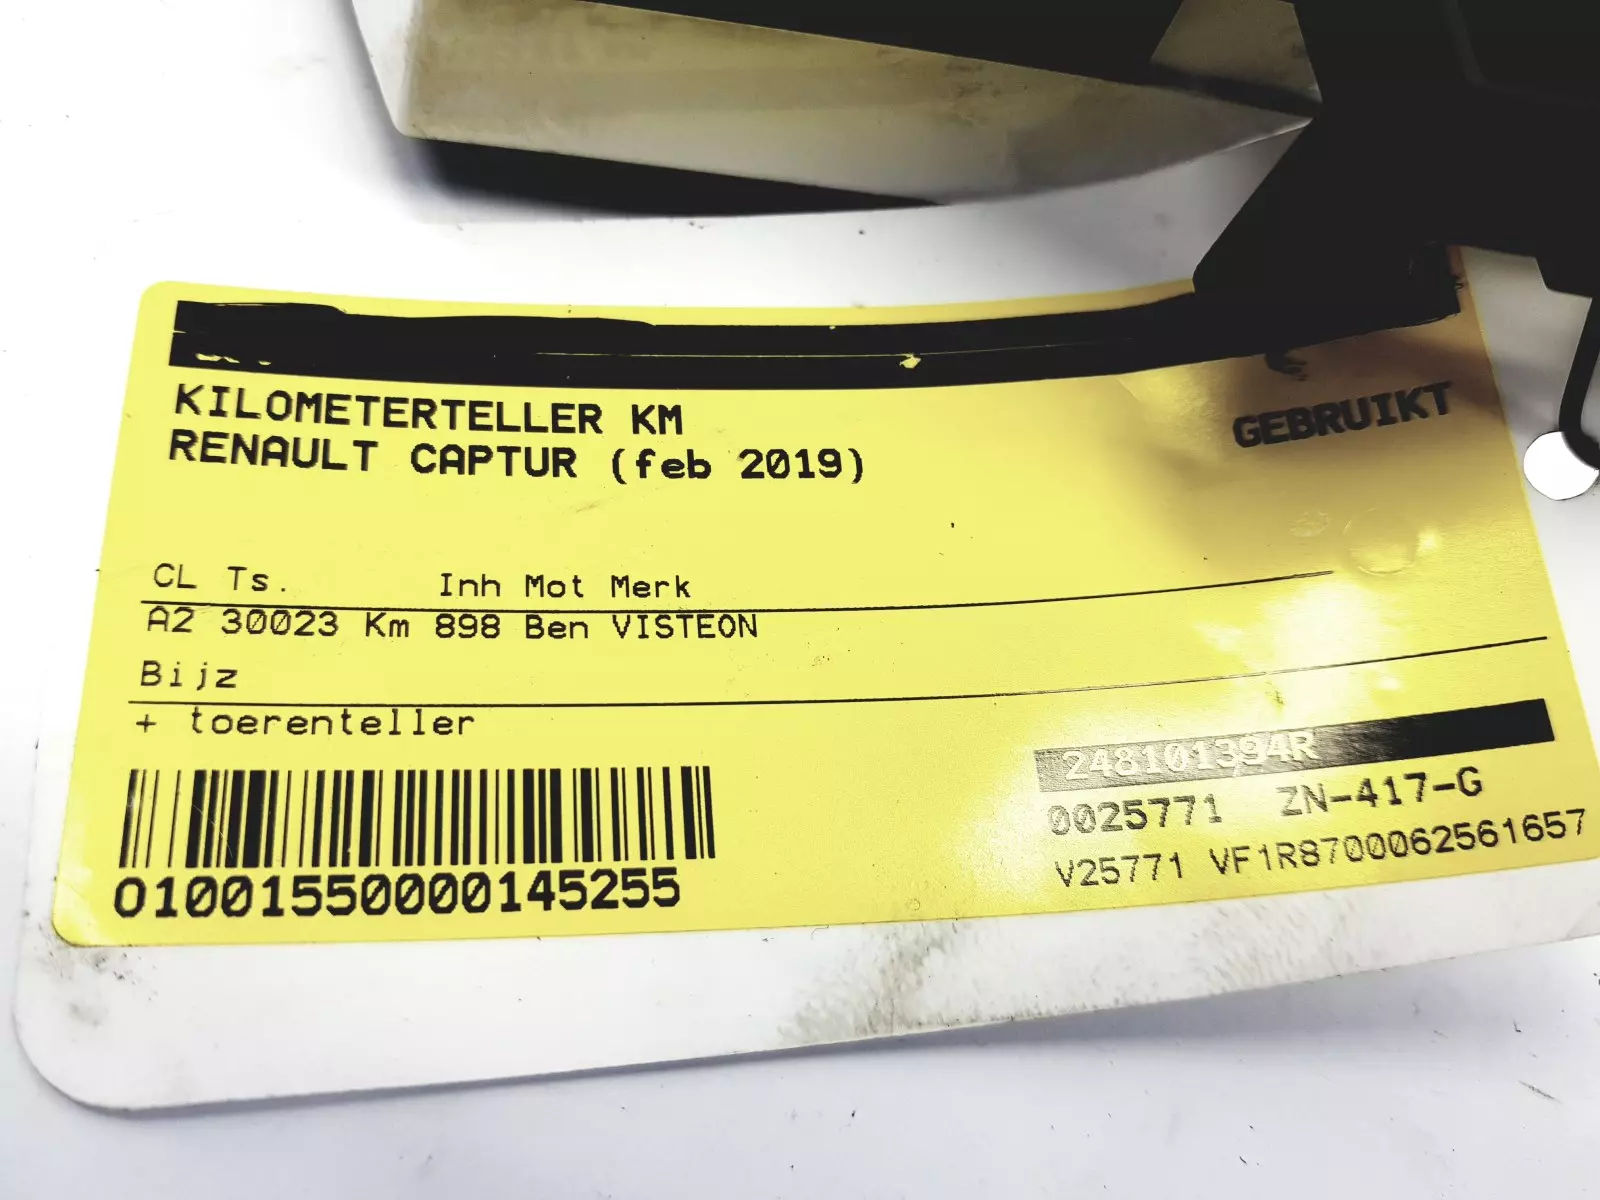 KILOMETERTELLER KM
GEBRUIKT
RENAULT CAPTUR (feb 2019)
CL Ts. Inh Mot Merk
A2 30023 Km 898 Ben VISTEON
Bijz
+ toerenteller
248101394R
0025771 ZN-417-G
V25771 VF1R8700062561657
01001550000145255